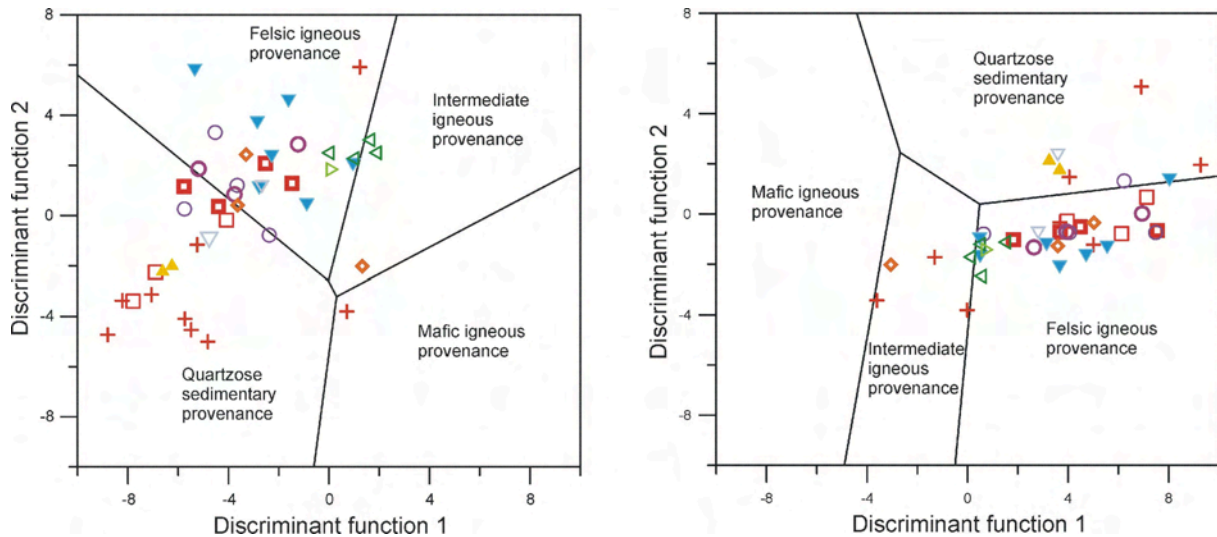 8
4
0
-4
-8
Discriminant function 2
Felsic igneous
provenance
Intermediate
igneous
provenance
Mafic igneous
provenance
Quartzose
sedimentary
provenance
-8
-4
0
4
8
Discriminant function 1
8
4
0
-4
-8
Discriminant function 2
Quartzose
sedimentary
provenance
Mafic igneous
provenance
Intermediate
igneous
provenance
Felsic igneous
provenance
-8
-4
0
4
8
Discriminant function 1